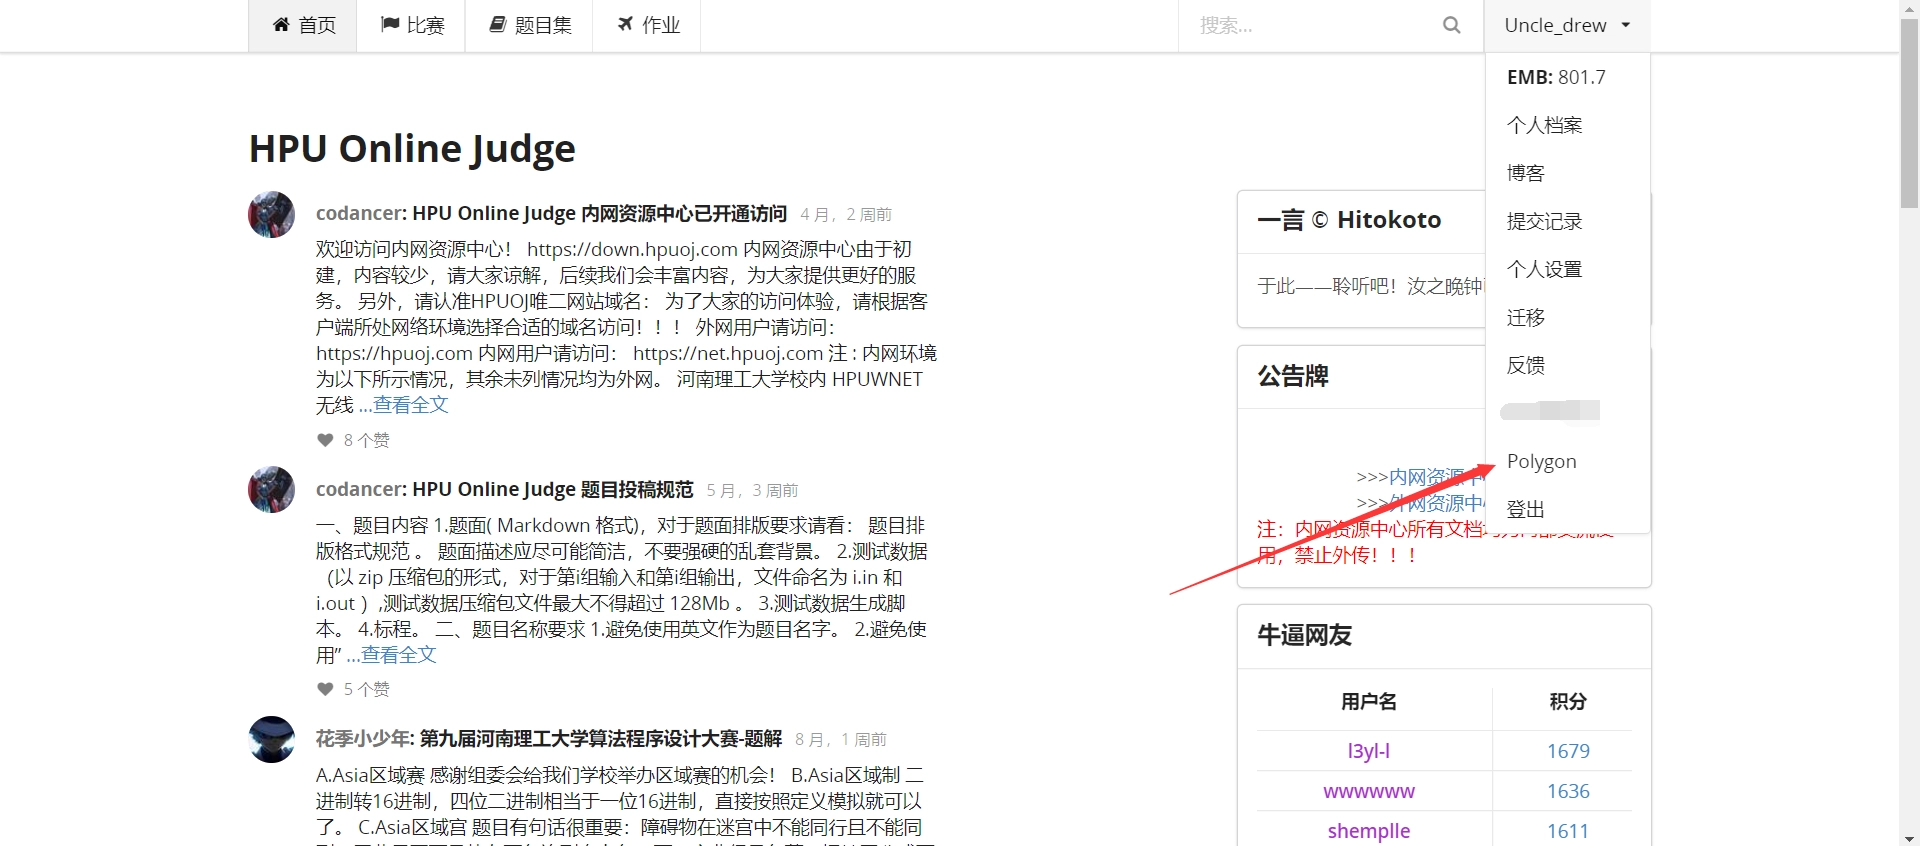 首页 比赛 题目集 作业 搜索... Uncle_drew
EMB: 801.7
个人档案
博客
提交记录
个人设置
迁移
反馈
Polygon
登出
HPU Online Judge
codancer: HPU Online Judge 内网资源中心已开通访问 4 月，2 周前
欢迎访问内网资源中心！ https://down.hpuoj.com 内网资源中心由于初
建，内容较少，请大家谅解，后续我们会丰富内容，为大家提供更好的服
务。 另外，请认准HPUOJ唯二网站域名： 为了大家的访问体验，请根据客
户端所处网络环境选择合适的域名访问！！！ 外网用户请访问：
https://hpuoj.com 内网用户请访问： https://net.hpuoj.com 注 : 内网环境
为以下所示情况，其余未列情况均为外网。 河南理工大学校内 HPUWNET
无线 ...查看全文
8 个赞
codancer: HPU Online Judge 题目投稿规范 5 月，3 周前
一、题目内容 1.题面( Markdown 格式)，对于题面排版要求请看： 题目排
版格式规范 。 题面描述应尽可能简洁，不要强硬的乱套背景。 2.测试数据
（以 zip 压缩包的形式，对于第i组输入和第i组输出，文件命名为 i.in 和
i.out ）,测试数据压缩包文件最大不得超过 128Mb 。 3.测试数据生成脚
本。 4.标程。 二、题目名称要求 1.避免使用英文作为题目名字。 2.避免使
用” ...查看全文
5 个赞
花季小少年: 第九届河南理工大学算法程序设计大赛-题解 8 月，1 周前
A.Asia区域赛 感谢组委会给我们学校举办区域赛的机会！ B.Asia区域制 二
进制转16进制，四位二进制相当于一位16进制，直接按照定义模拟就可以
了。 C.Asia区域宫 题目有句话很重要：障碍物在迷宫中不能同行且不能同
一言 © Hitokoto
于此——聆听吧！汝之晚钟
公告牌
>>>内网资源中
>>>外网资源中
注：内网资源中心所有文档
用，禁止外传！！！
牛逼网友
用户名 积分
l3yl-l 1679
wwwwww 1636
shemplle 1611